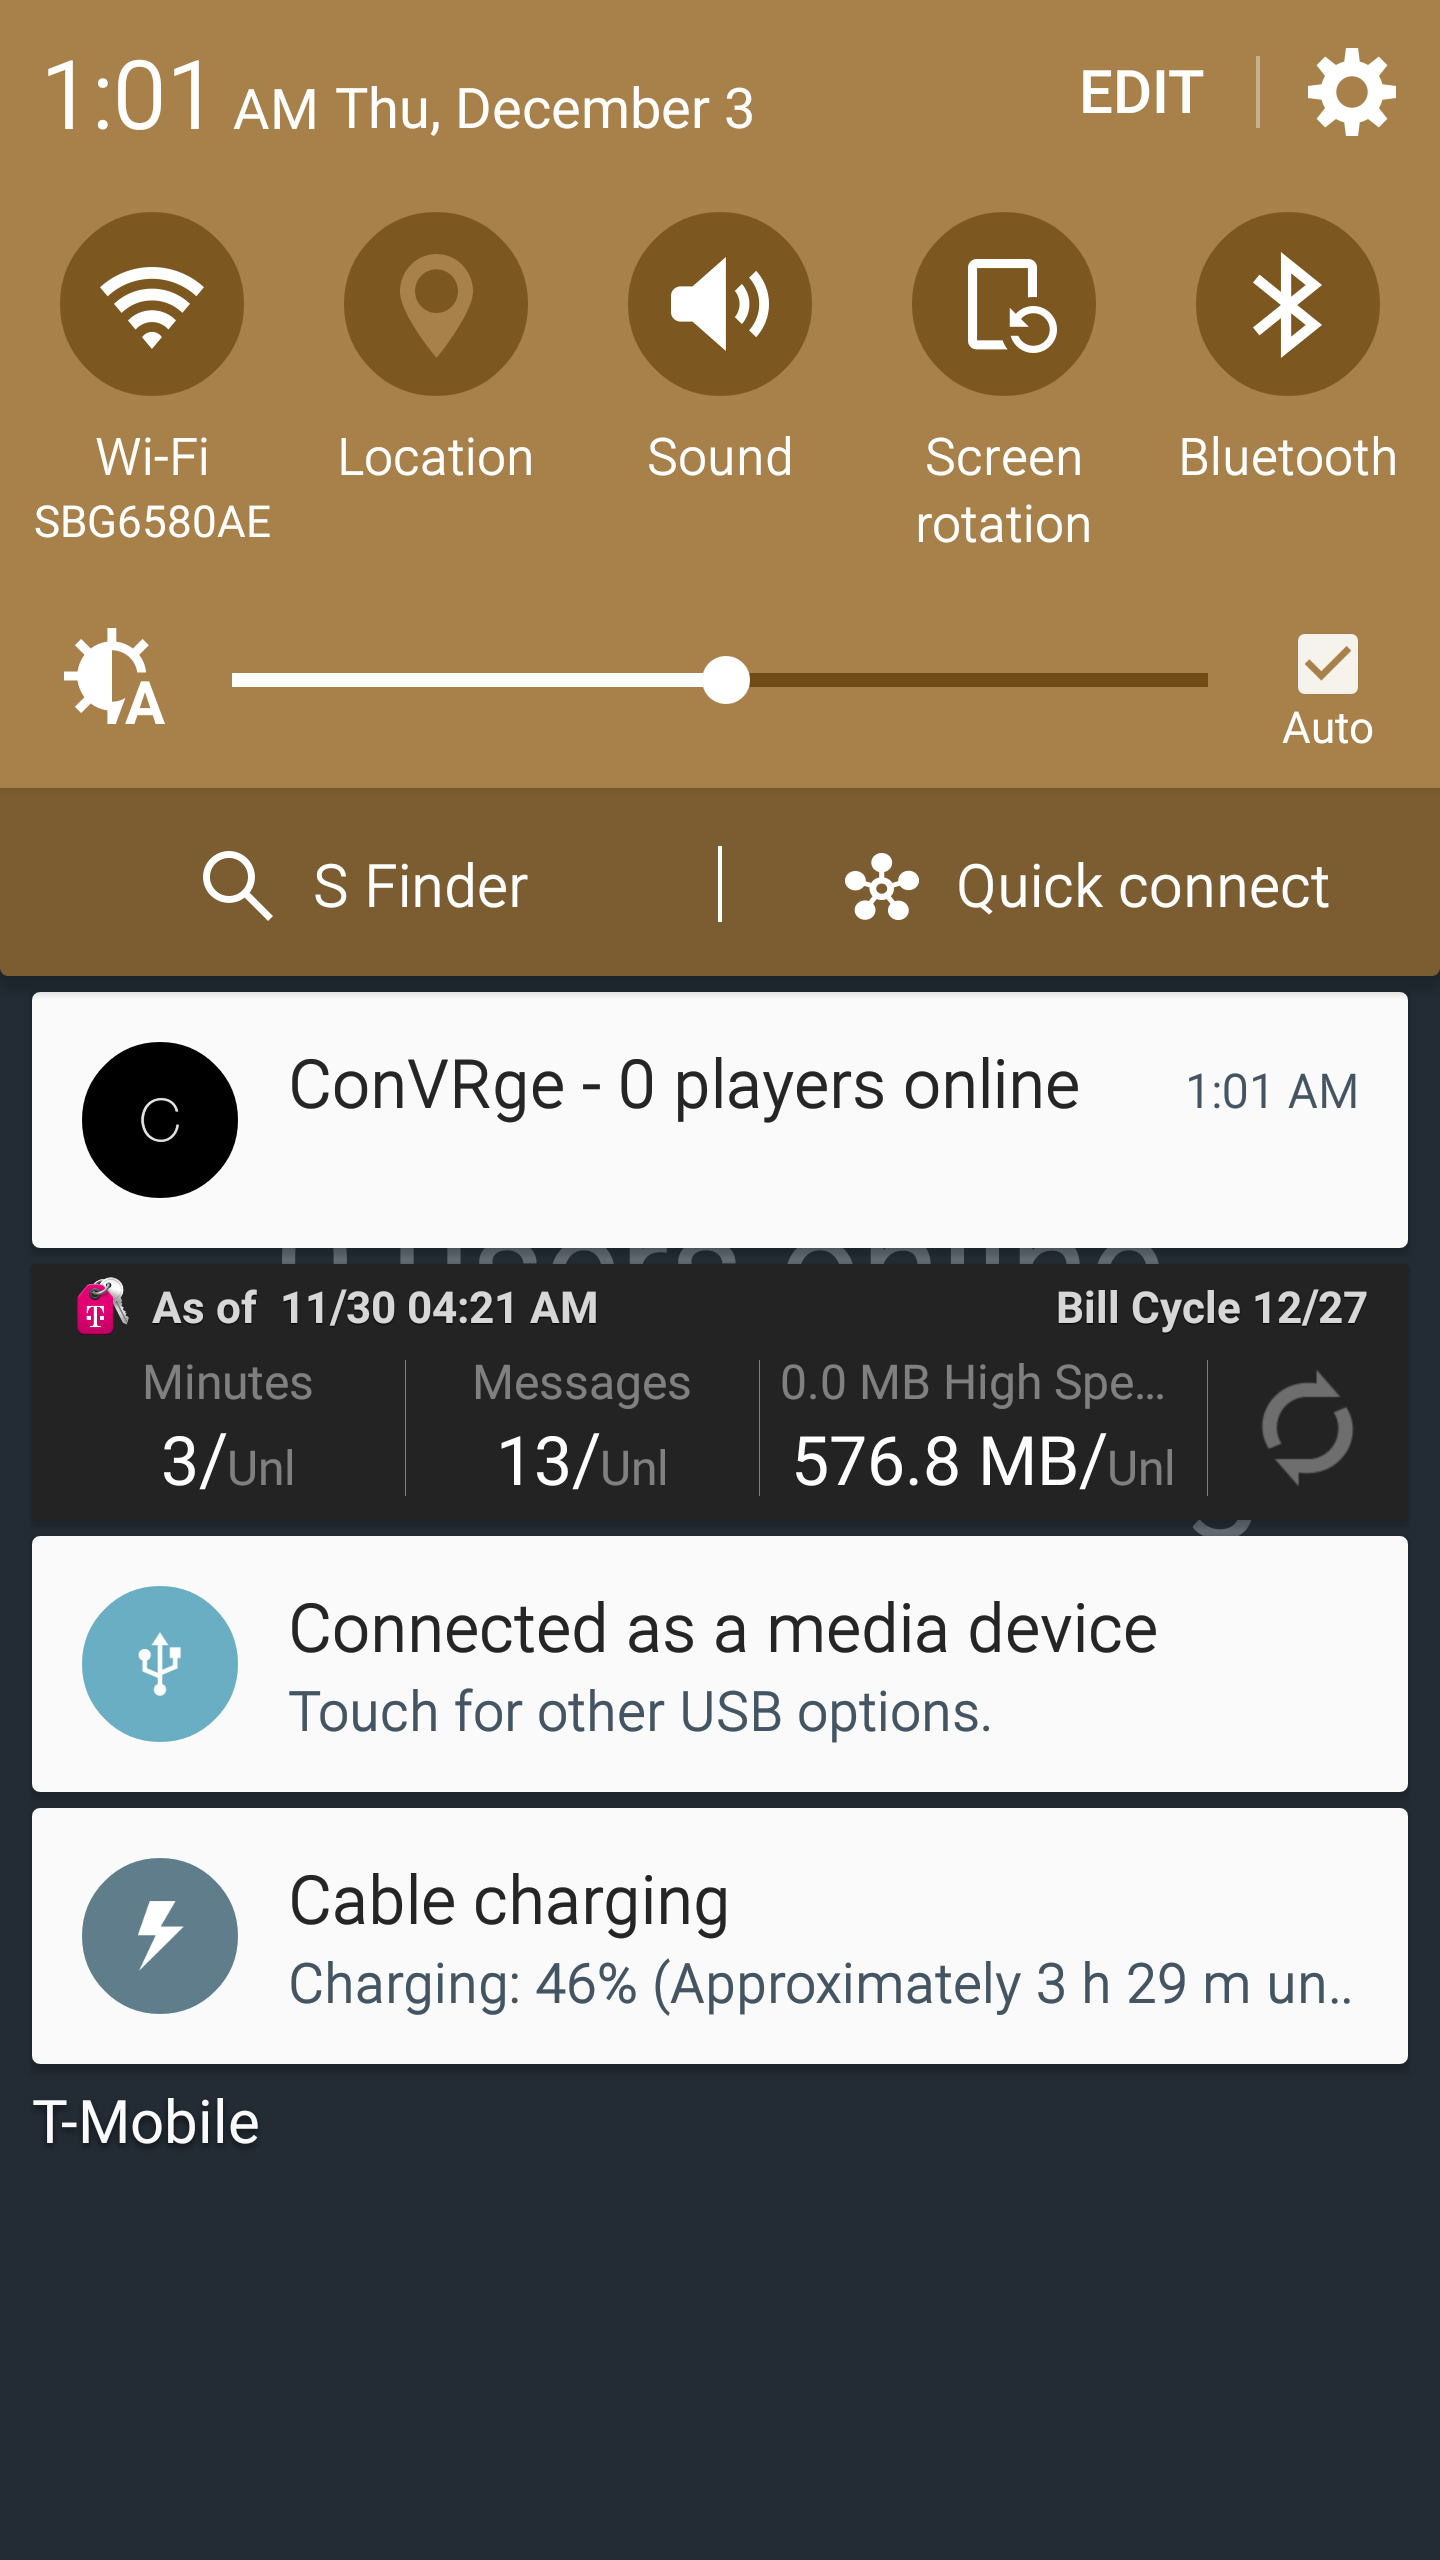 1:01 AM Thu, December 3 EDIT
Wi-Fi Location Sound Screen rotation Bluetooth
SBG6580AE
A Auto
S Finder Quick connect
C ConVRge - 0 players online 1:01 AM
0 users online
T As of 11/30 04:21 AM Bill Cycle 12/27
Minutes Messages 0.0 MB High Spe...
3/Unl 13/Unl 576.8 MB/Unl
Connected as a media device
Touch for other USB options.
Cable charging
Charging: 46% (Approximately 3 h 29 m un..
T-Mobile